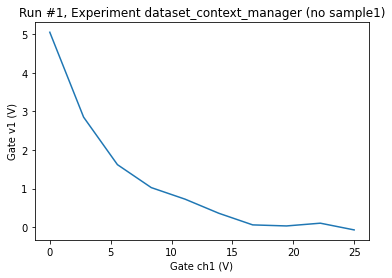 Run #1, Experiment dataset_context_manager (no sample1)
5
4
3
2
1
0
Gate v1 (V)
0 5 10 15 20 25
Gate ch1 (V)